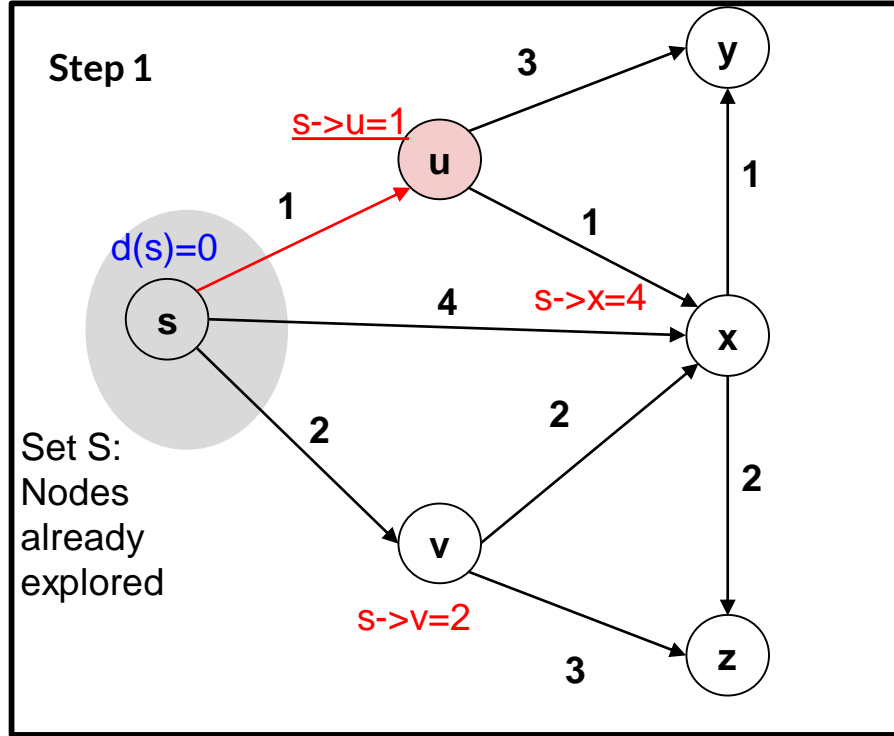 Step 1
y
3
s->u=1
u
1
1
1
d(s)=0
s->x=4
4
s
x
2
2
Set S:
Nodes
already
explored
2
v
s->v=2
3
z